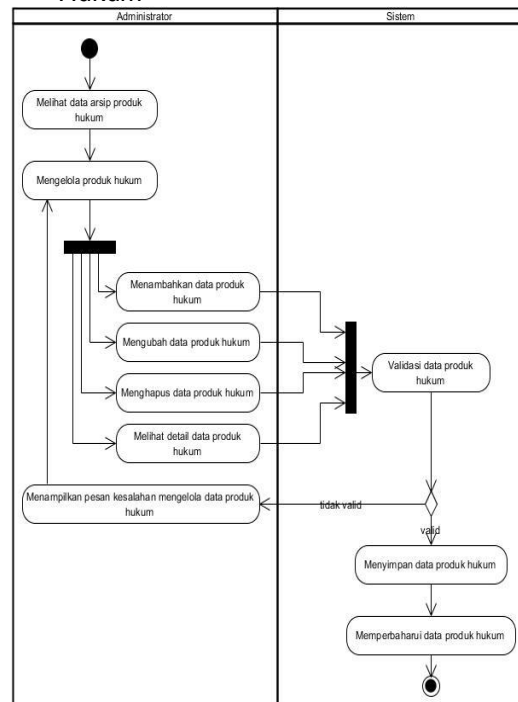 Hukum
Administrator
Sistem
Melihat data arsip produk
hukum
Mengelola produk hukum
Menambahkan data produk
hukum
Mengubah data produk hukum
Validasi data produk
hukum
Menghapus data produk hukum
Melihat detail data produk
hukum
Menampilkan pesan kesalahan mengelola data produk
hukum
tidak valid
valid
Menyimpan data produk hukum
Memperbaharui data produk hukum